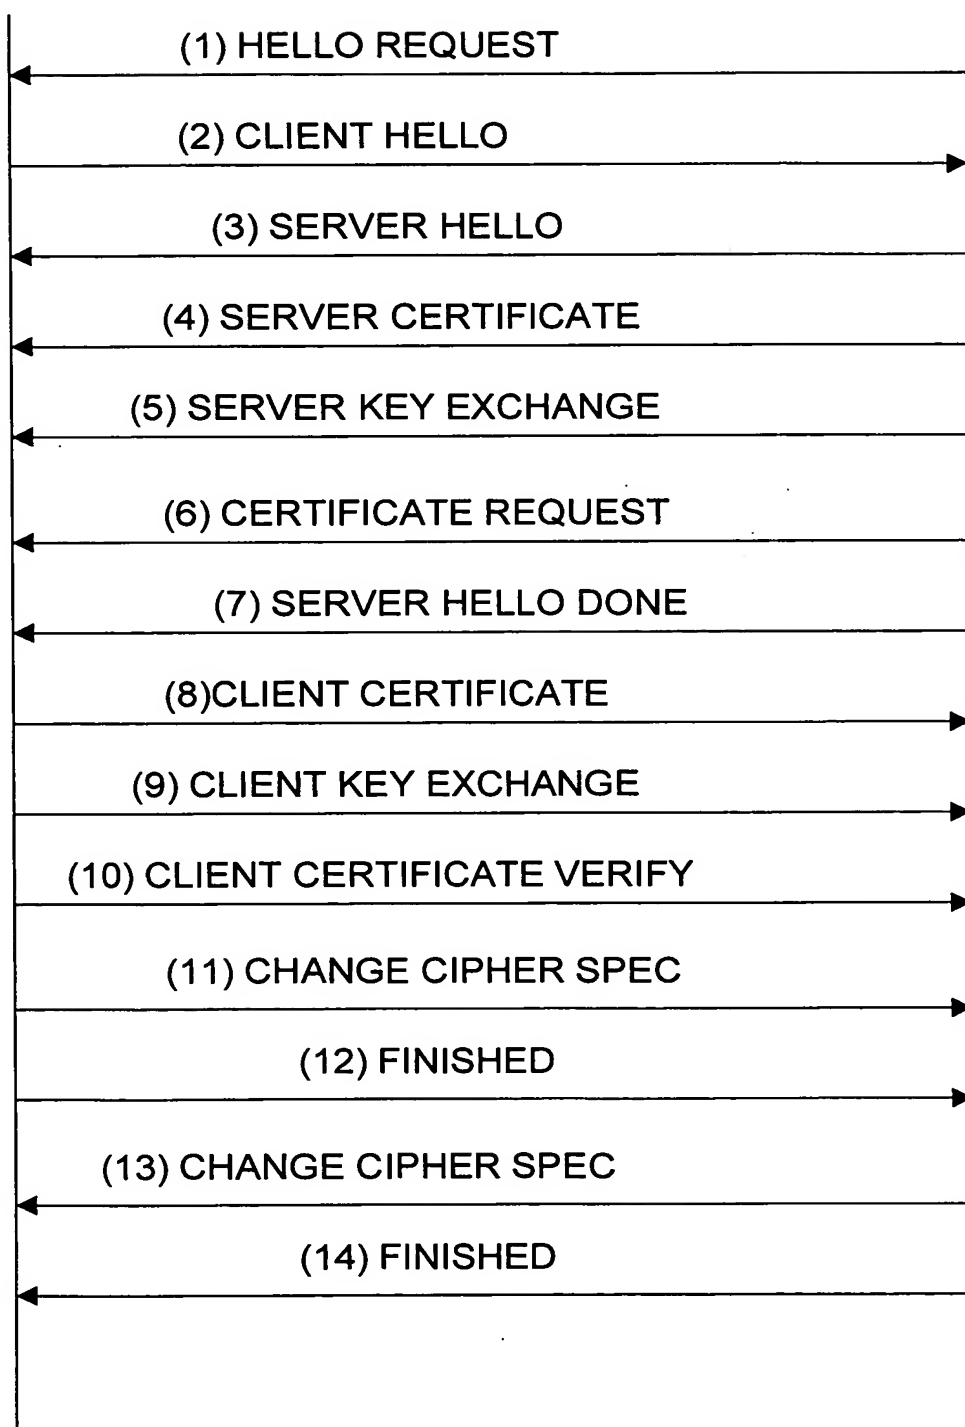 (1) HELLO REQUEST
(2) CLIENT HELLO
(3) SERVER HELLO
(4) SERVER CERTIFICATE
(5) SERVER KEY EXCHANGE
(6) CERTIFICATE REQUEST
(7) SERVER HELLO DONE
(8)CLIENT CERTIFICATE
(9) CLIENT KEY EXCHANGE
(10) CLIENT CERTIFICATE VERIFY
(11) CHANGE CIPHER SPEC
(12) FINISHED
(13) CHANGE CIPHER SPEC
(14) FINISHED